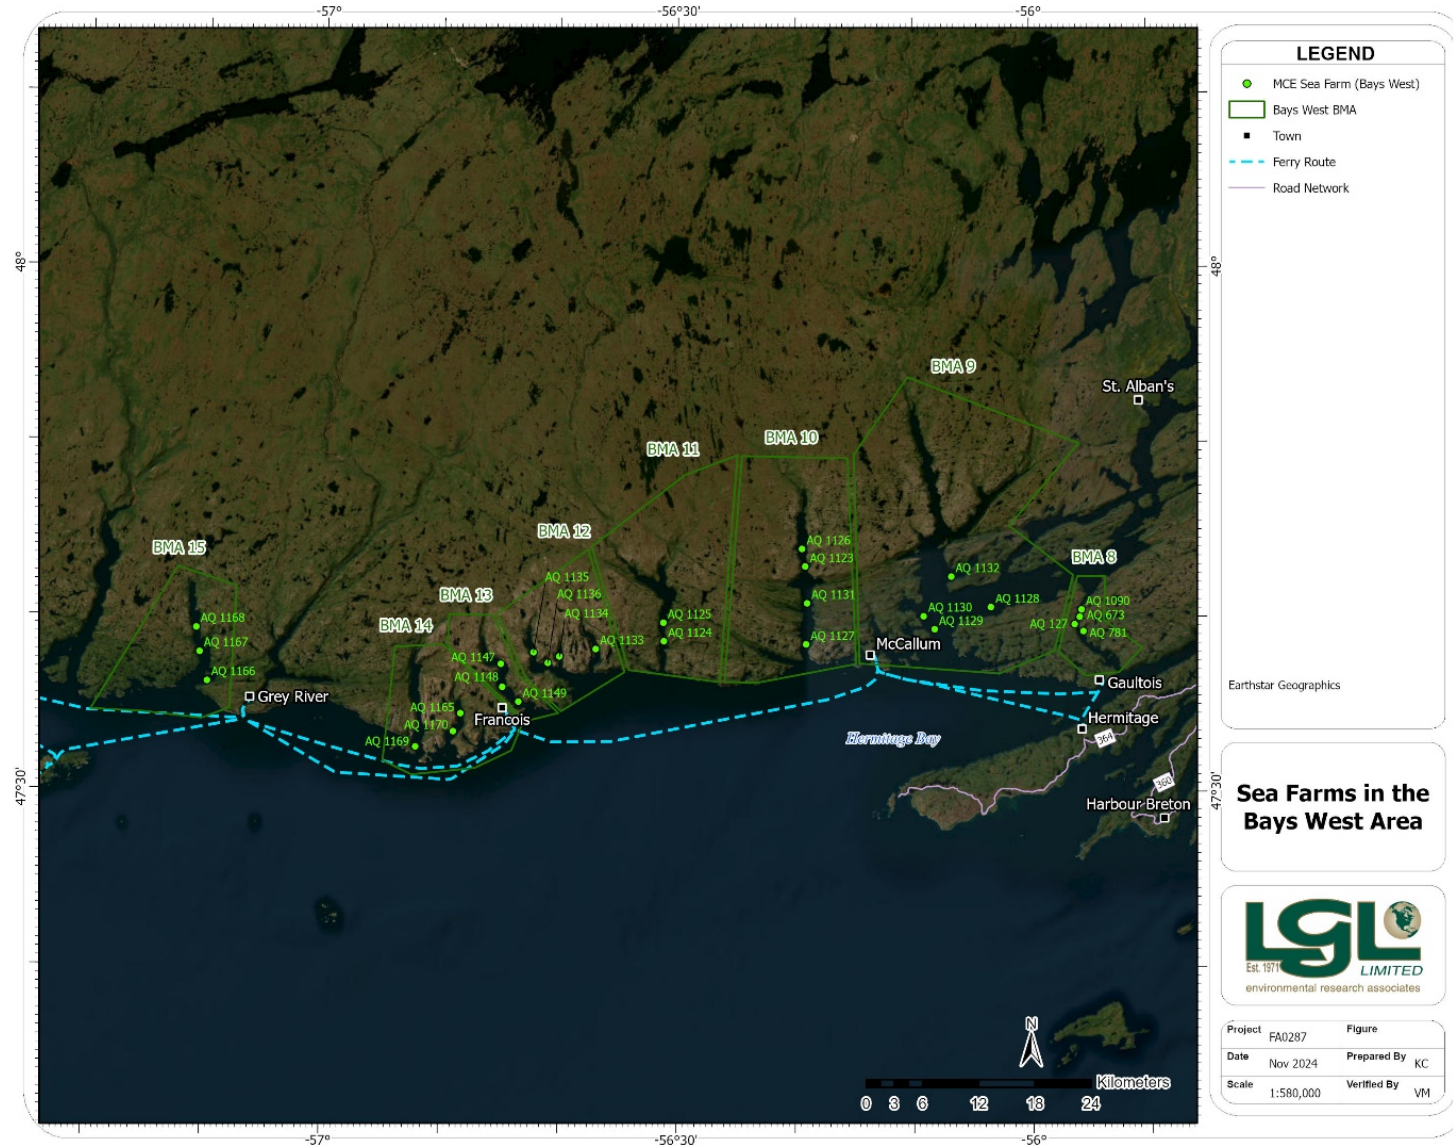 -57°
-56°30'
-56°
48°
48°
47°30'
47°30'
BMA 9
St. Alban's
BMA 10
BMA 11
BMA 12
BMA 15
AQ 1126
AQ 1123
BMA 8
AQ 1135
AQ 1132
AQ 1136
BMA 13
AQ 1134
AQ 1131
AQ 1128
AQ 1090
AQ 1168
AQ 1125
AQ 1130
AQ 673
AQ 127
AQ 1129
AQ 781
BMA 14
AQ 1124
AQ 1133
AQ 1127
McCallum
AQ 1167
AQ 1147
AQ 1166
AQ 1148
Gaultois
Grey River
AQ 1149
AQ 1165
Francois
Hermitage
AQ 1170
AQ 1169
Hermitage Bay
364
360
Harbour Breton
N
Kilometers
0 3 6 12 18 24
-57°
-56°30'
-56°
LEGEND
MCE Sea Farm (Bays West)
Bays West BMA
Town
Ferry Route
Road Network
Earthstar Geographics
Sea Farms in the
Bays West Area
LGL
Est. 1971
LIMITED
environmental research associates
Project FA0287 Figure
Date Nov 2024 Prepared By KC
Scale 1:580,000 Verified By VM